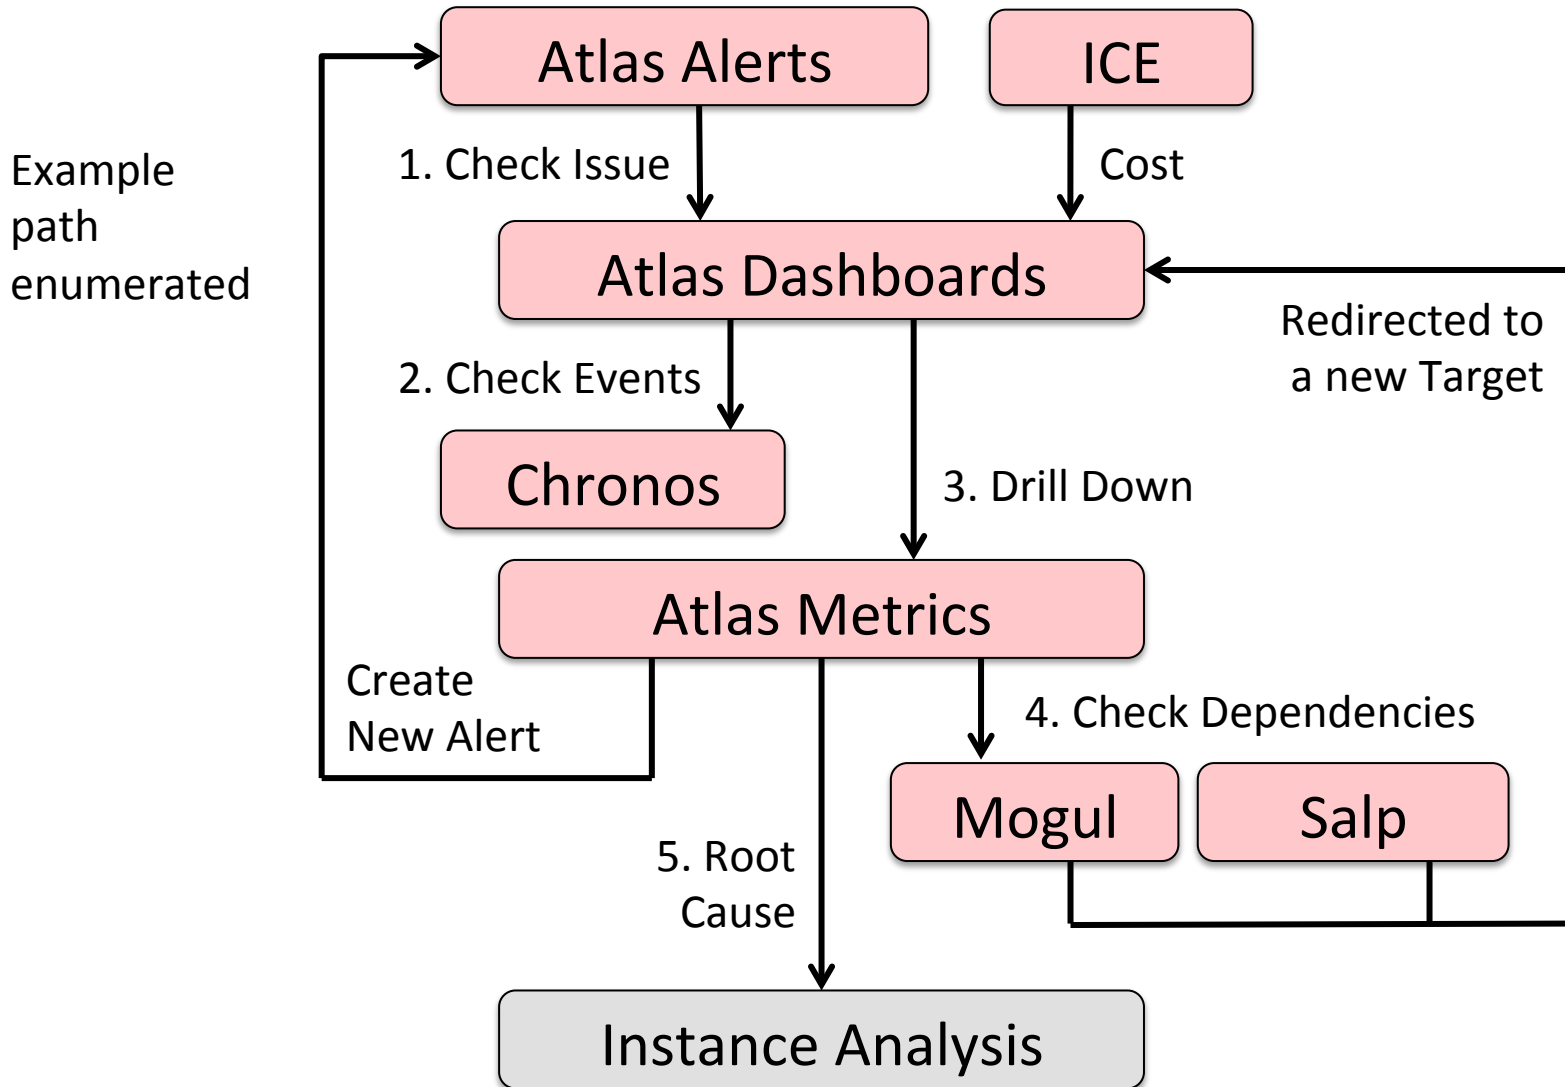 Atlas Alerts
ICE
Example
path
enumerated
1. Check Issue
Cost
Atlas Dashboards
Redirected to
a new Target
2. Check Events
Chronos
3. Drill Down
Atlas Metrics
Create
New Alert
4. Check Dependencies
Mogul
Salp
5. Root
Cause
Instance Analysis